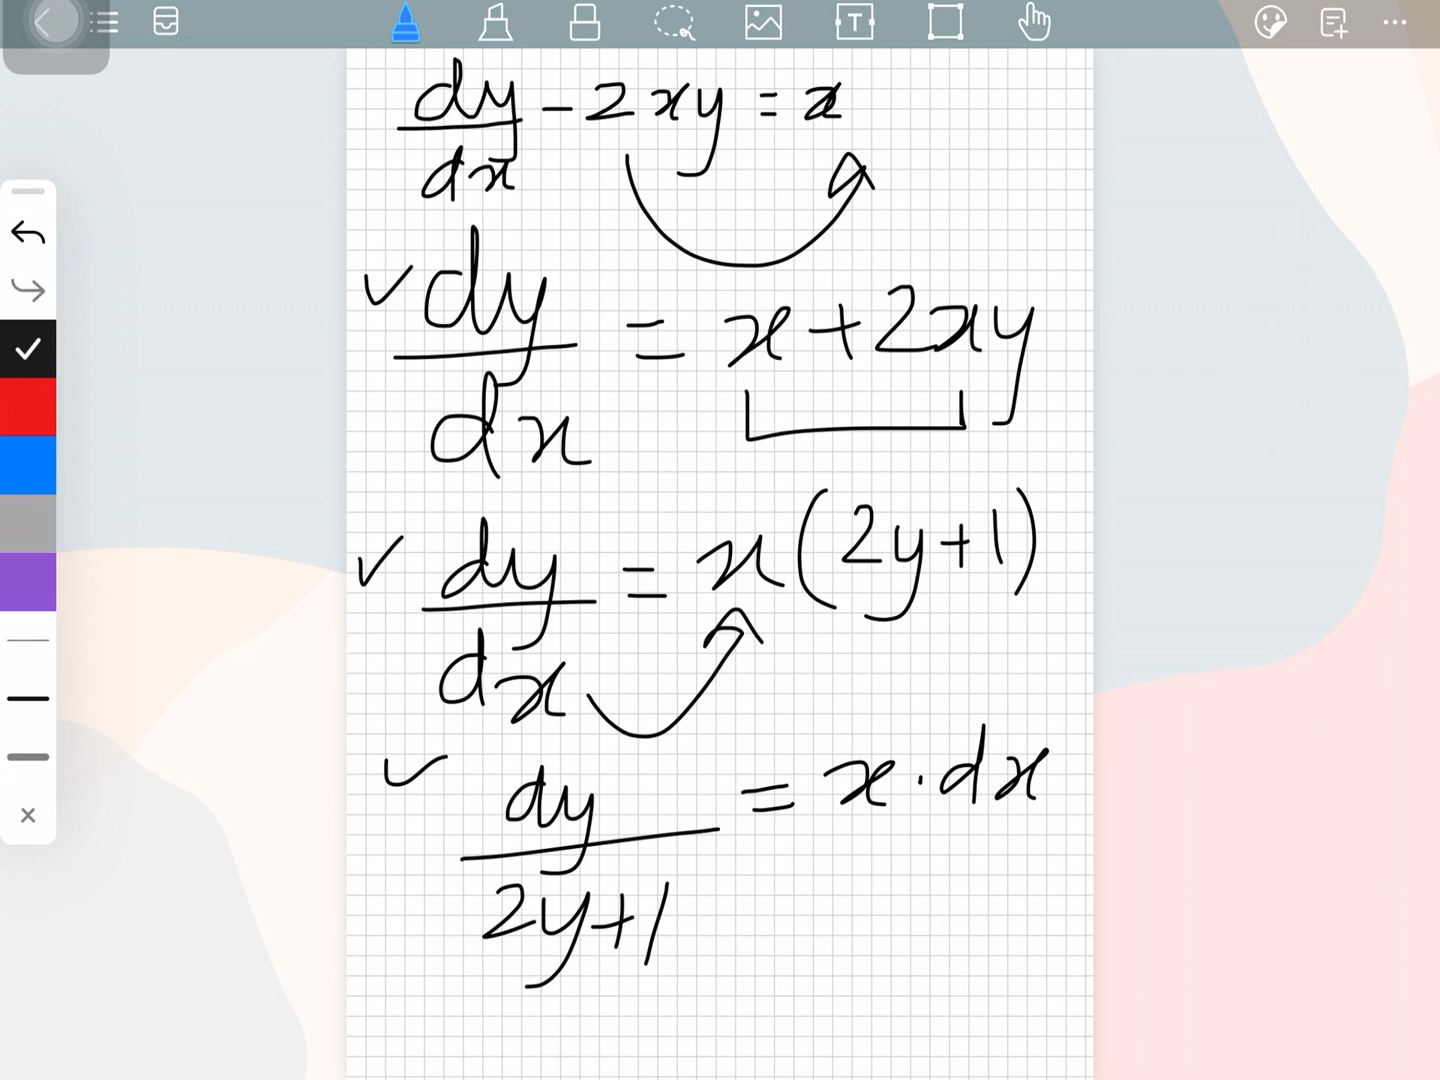 dy/dx - 2xy = x
✓ dy/dx = x + 2xy
✓ dy/dx = x(2y+1)
✓ dy/2y+1 = x·dx